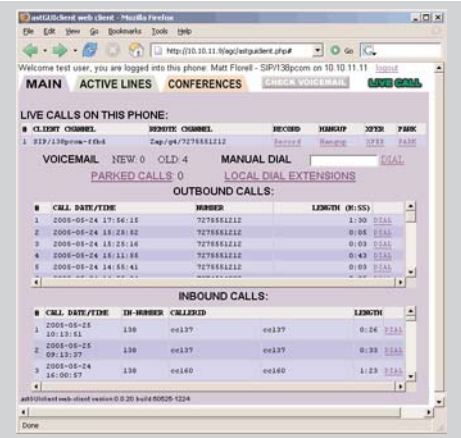 astGUIclient web client - Mozilla Firefox
File Edit View Go Bookmarks Tools Help
http://10.10.11.9/agc/astguiclient.php# Go
Welcome test user, you are logged into this phone: Matt Florell - SIP/138pcom on 10.10.11.11 logout
MAIN ACTIVE LINES CONFERENCES CHECK VOICEMAIL LIVE CALL
LIVE CALLS ON THIS PHONE:
# CLIENT CHANNEL REMOTE CHANNEL RECORD HANGUP XFER PARK
1 SIP/138pcom-ffbd Zap/g4/7275551212 Record Hangup XFER PARK
VOICEMAIL NEW: 0 OLD: 4 MANUAL DIAL DIAL
PARKED CALLS: 0 LOCAL DIAL EXTENSIONS
OUTBOUND CALLS:
# CALL DATE/TIME NUMBER LENGTH (M:SS)
1 2005-05-24 17:56:15 7275551212 1:30 DIAL
2 2005-05-24 15:25:52 7275551212 0:05 DIAL
3 2005-05-24 15:25:16 7275551212 0:03 DIAL
4 2005-05-24 15:11:55 7275551212 0:43 DIAL
5 2005-05-24 14:55:41 7275551212 0:03 DIAL
INBOUND CALLS:
# CALL DATE/TIME IN-NUMBER CALLERID LENGTH
1 2005-05-25 10:13:51 138 cc137 cc137 0:26 DIAL
2 2005-05-25 09:13:37 138 cc137 cc137 0:33 DIAL
3 2005-05-24 16:00:57 138 cc160 cc160 1:23 DIAL
astGUIclient web-client version:0.0.20 build:50525-1224
Done